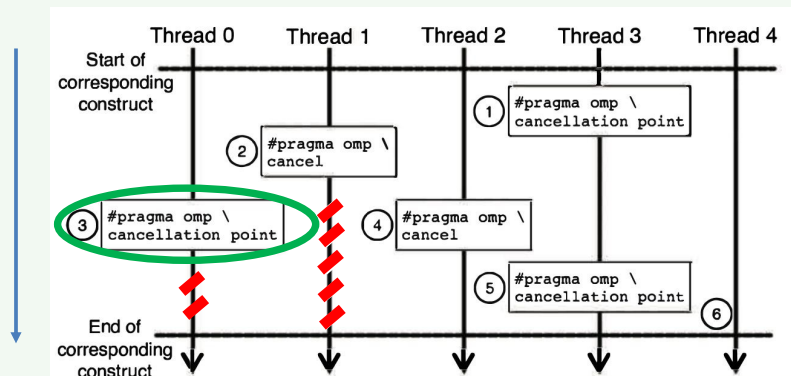 Thread 0 Thread 1 Thread 2 Thread 3 Thread 4
Start of
corresponding
construct
1
#pragma omp \
cancellation point
2
#pragma omp \
cancel
3
#pragma omp \
cancellation point
4
#pragma omp \
cancel
5
#pragma omp \
cancellation point
6
End of
corresponding
construct